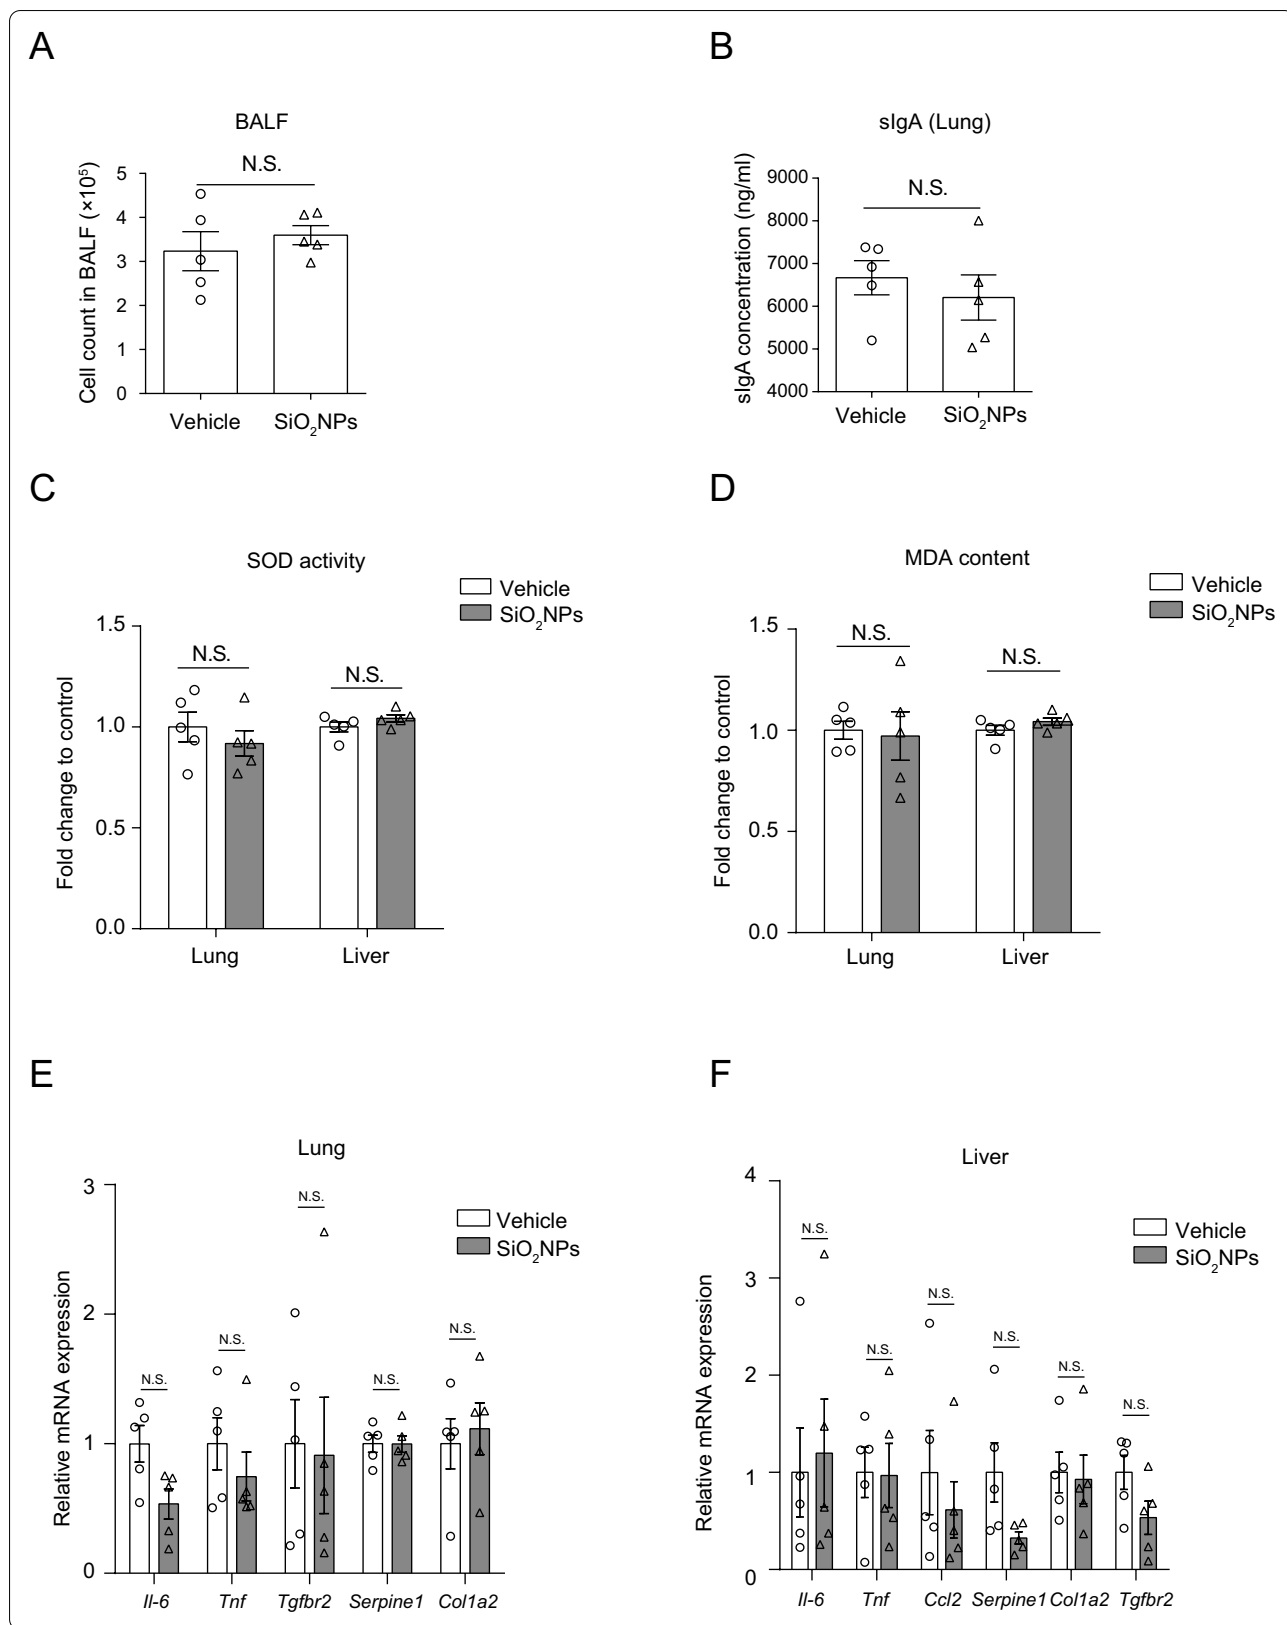 A
BALF
N.S.
Cell count in BALF (×10⁵)
5
4
3
2
1
0
Vehicle
SiO₂NPs
B
sIgA (Lung)
N.S.
sIgA concentration (ng/ml)
9000
8000
7000
6000
5000
4000
Vehicle
SiO₂NPs
C
SOD activity
Vehicle
SiO₂NPs
N.S.
N.S.
Fold change to control
1.5
1.0
0.5
0.0
Lung
Liver
D
MDA content
Vehicle
SiO₂NPs
N.S.
N.S.
Fold change to control
1.5
1.0
0.5
0.0
Lung
Liver
E
Lung
Vehicle
SiO₂NPs
N.S.
N.S.
N.S.
N.S.
N.S.
Relative mRNA expression
3
2
1
0
Il-6
Tnf
Tgfbr2
Serpine1
Col1a2
F
Liver
Vehicle
SiO₂NPs
N.S.
N.S.
N.S.
N.S.
N.S.
N.S.
Relative mRNA expression
4
3
2
1
0
Il-6
Tnf
Ccl2
Serpine1
Col1a2
Tgfbr2